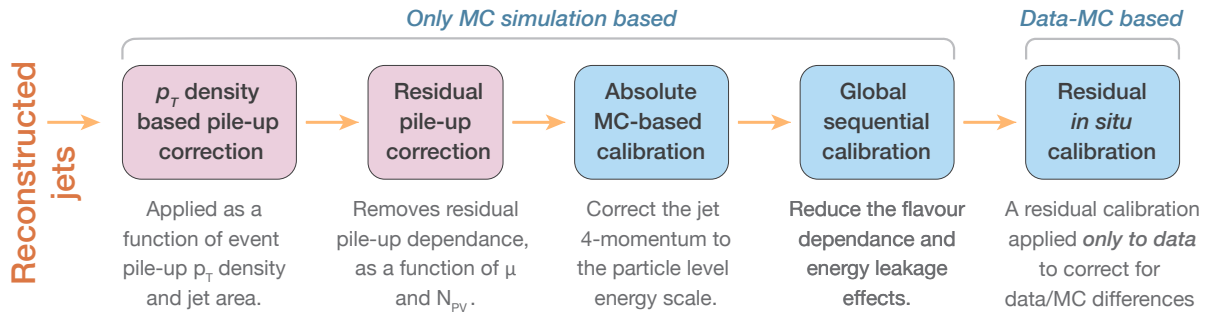 Only MC simulation based
Data-MC based
Reconstructed
jets
p_T density
based pile-up
correction
Residual
pile-up
correction
Absolute
MC-based
calibration
Global
sequential
calibration
Residual
in situ
calibration
Applied as a
function of event
pile-up p_T density
and jet area.
Removes residual
pile-up dependance,
as a function of μ
and N_PV.
Correct the jet
4-momentum to
the particle level
energy scale.
Reduce the flavour
dependance and
energy leakage
effects.
A residual calibration
applied only to data
to correct for
data/MC differences